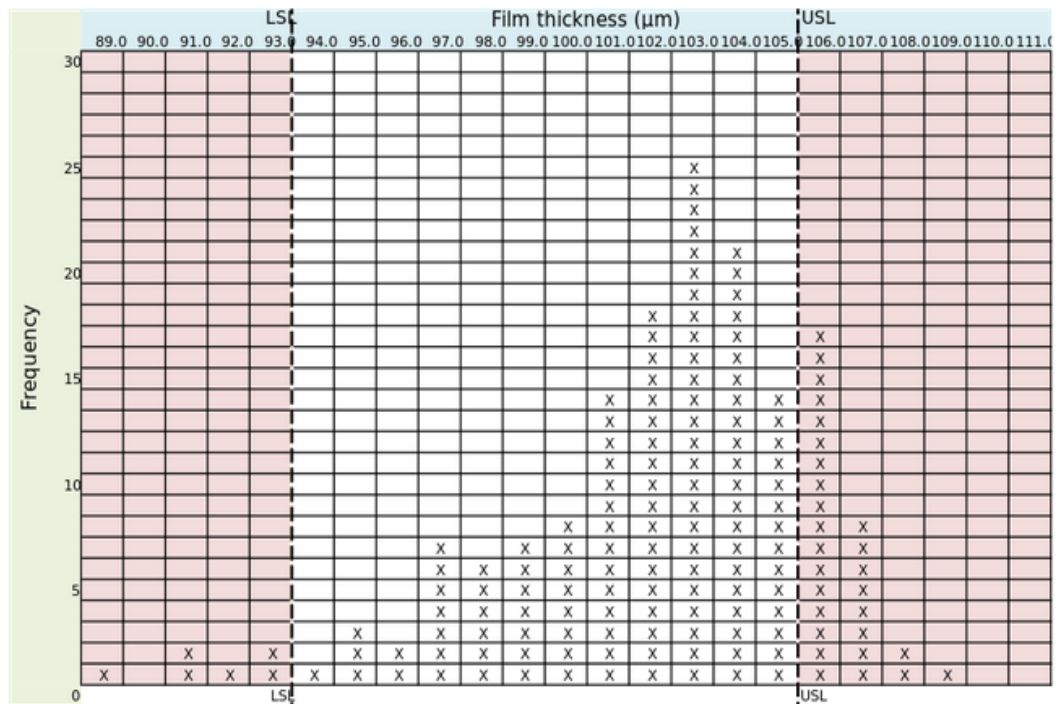 LSL Film thickness (μm) USL
89.0 90.0 91.0 92.0 93.0 94.0 95.0 96.0 97.0 98.0 99.0 100.0 101.0 102.0 103.0 104.0 105.0 106.0 107.0 108.0 109.0 110.0 111.0
30
25 X
X
X
X
X X
20 X X
X X
X X X
X X X X
X X X X
15 X X X X
X X X X X X
X X X X X X
X X X X X X
X X X X X X
10 X X X X X X
X X X X X X
X X X X X X X X
X X X X X X X X X X
X X X X X X X X X X X
5 X X X X X X X X X X X
X X X X X X X X X X X
X X X X X X X X X X X X
X X X X X X X X X X X X X X X X
X X X X X X X X X X X X X X X X X X X X
0 LSL USL
Frequency